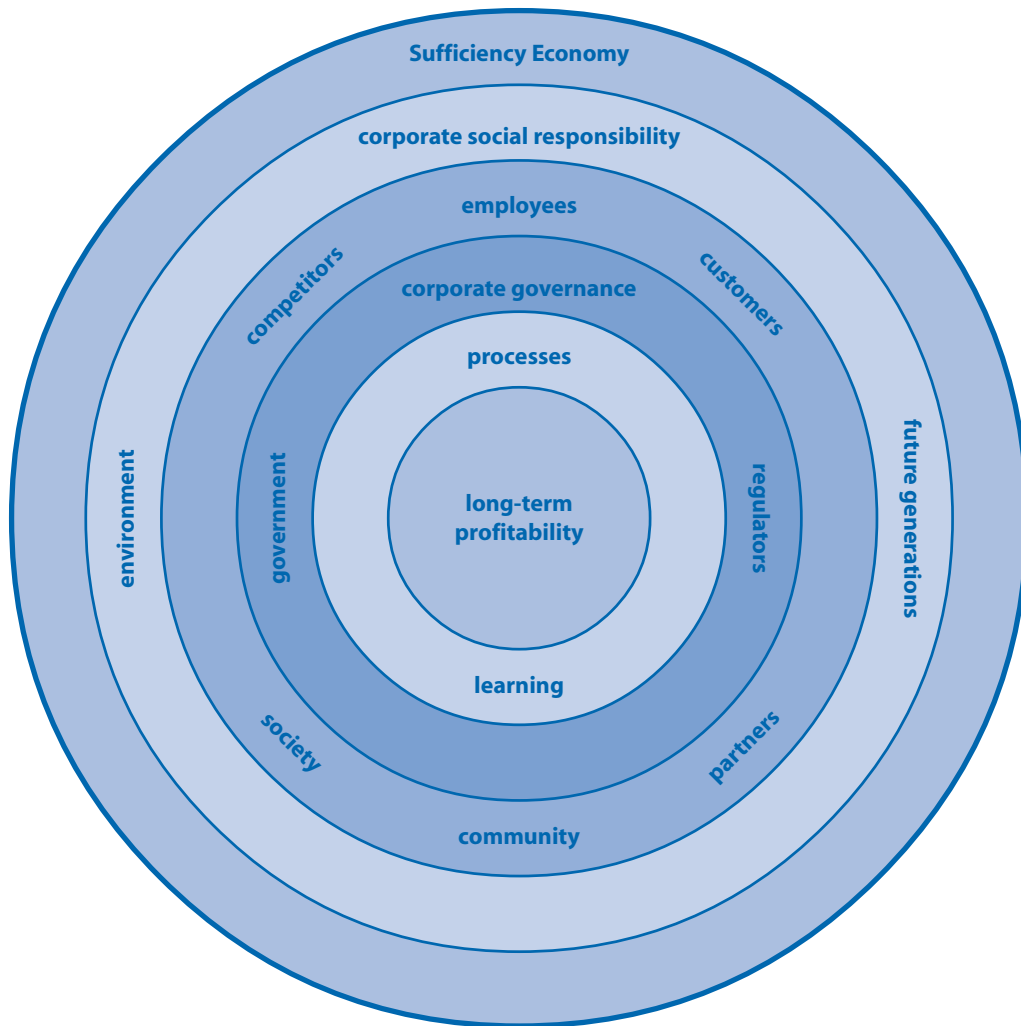 Sufficiency Economy
corporate social responsibility
employees
competitors
customers
corporate governance
processes
environment
government
long-term
profitability
regulators
future generations
learning
society
partners
community